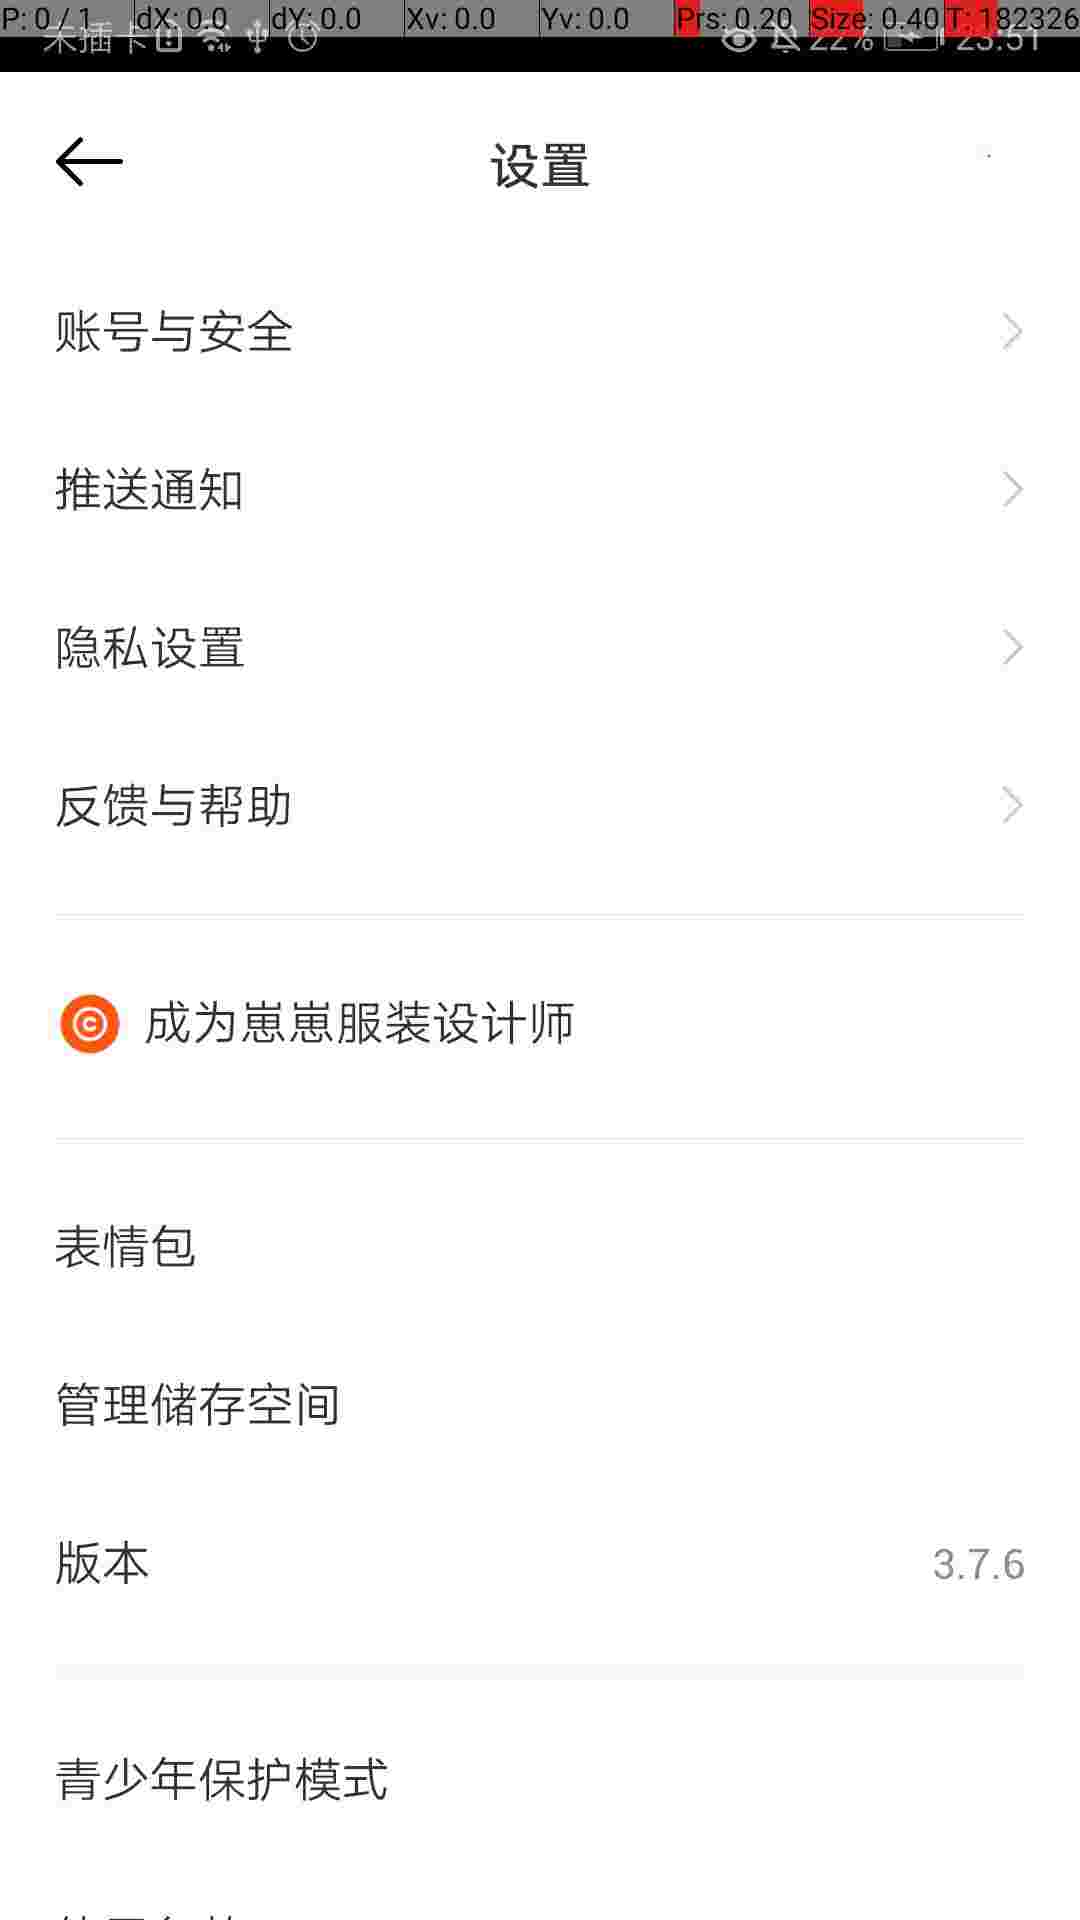 P: 0 / 1 dX: 0.0 dY: 0.0 Xv: 0.0 Yv: 0.0 Prs: 0.20 Size: 0.40 T: 182326
未插卡 22% 23:51
设置
账号与安全
推送通知
隐私设置
反馈与帮助
成为崽崽服装设计师
表情包
管理储存空间
版本 3.7.6
青少年保护模式